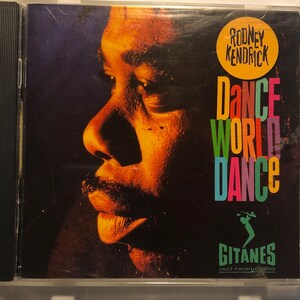 RODNEY
KENDRICK
DaNCE
WORLD
DANCe
GITANES
JAZZ PRODUCTIONS